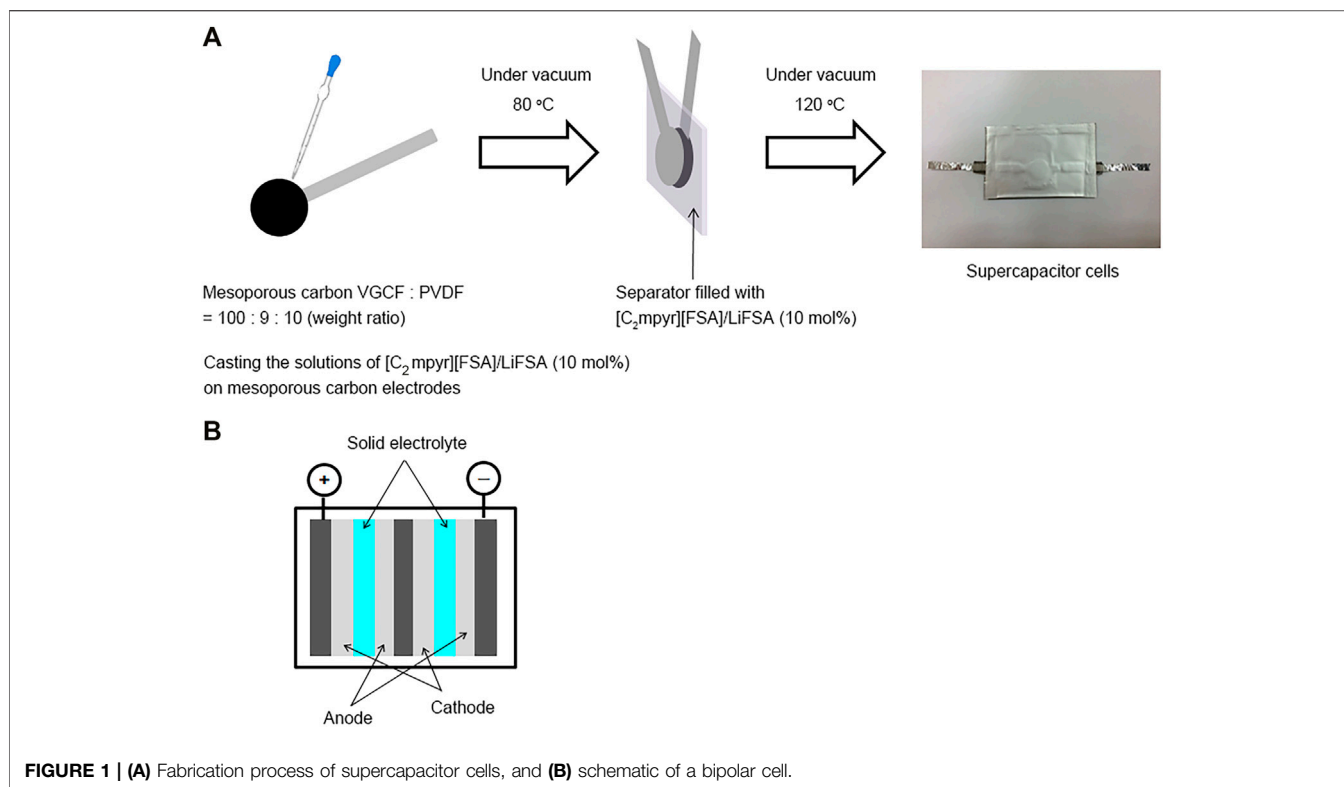 A
Under vacuum
80 °C
Under vacuum
120 °C
Supercapacitor cells
Mesoporous carbon VGCF : PVDF
= 100 : 9 : 10 (weight ratio)
Separator filled with
[C2mpyr][FSA]/LiFSA (10 mol%)
Casting the solutions of [C2 mpyr][FSA]/LiFSA (10 mol%)
on mesoporous carbon electrodes
B
Solid electrolyte
+
−
Anode
Cathode
FIGURE 1 | (A) Fabrication process of supercapacitor cells, and (B) schematic of a bipolar cell.